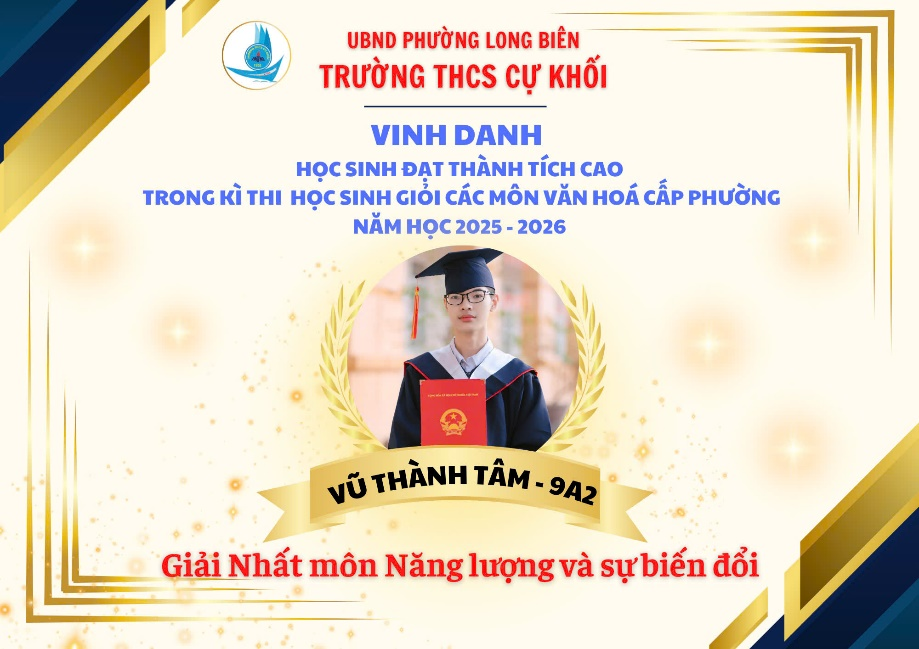 UBND PHƯỜNG LONG BIÊN
TRƯỜNG THCS CỰ KHỐI
VINH DANH
HỌC SINH ĐẠT THÀNH TÍCH CAO
TRONG KÌ THI HỌC SINH GIỎI CÁC MÔN VĂN HOÁ CẤP PHƯỜNG
NĂM HỌC 2025 - 2026
VŨ THÀNH TÂM - 9A2
Giải Nhất môn Năng lượng và sự biến đổi